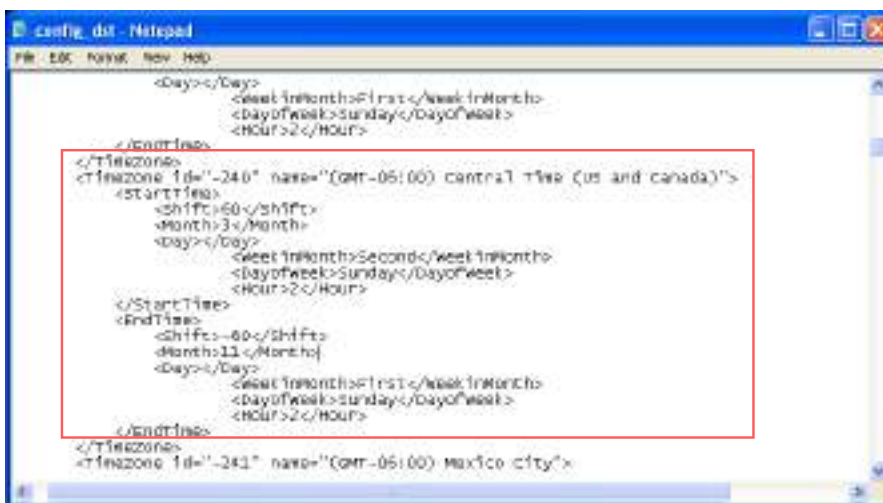 config_dst - Notepad
File Edit Format View Help
<Day></Day>
<WeekinMonth>First</WeekinMonth>
<DayofWeek>Sunday</DayofWeek>
<Hour>2</Hour>
</EndTime>
</Timezone>
<Timezone id="-240" name="(GMT-06:00) Central Time (US and Canada)">
<StartTime>
<Shift>60</Shift>
<Month>3</Month>
<Day></Day>
<WeekinMonth>Second</WeekinMonth>
<DayofWeek>Sunday</DayofWeek>
<Hour>2</Hour>
</StartTime>
<EndTime>
<Shift>-60</Shift>
<Month>11</Month>
<Day></Day>
<WeekinMonth>First</WeekinMonth>
<DayofWeek>Sunday</DayofWeek>
<Hour>2</Hour>
</EndTime>
</Timezone>
<Timezone id="-241" name="(GMT-06:00) Mexico City">